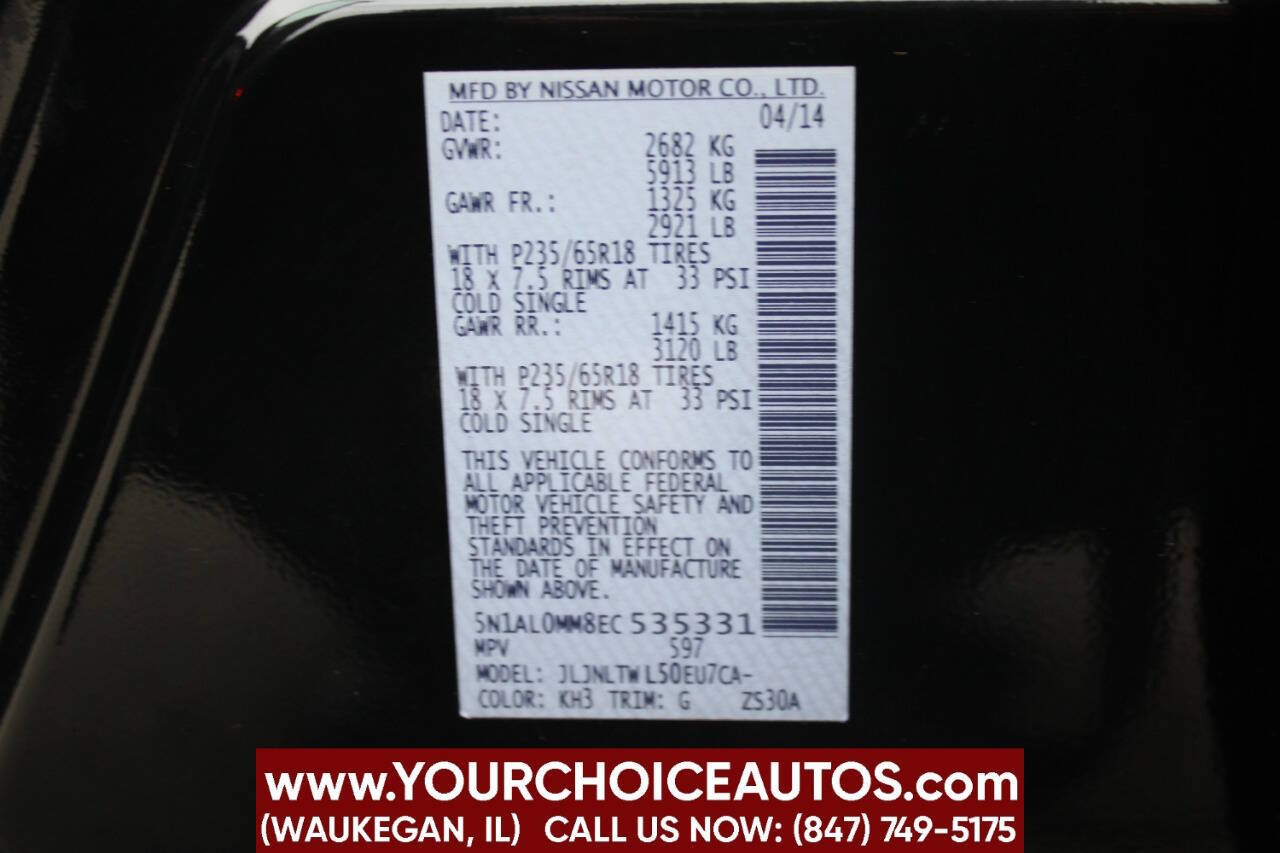 MFD BY NISSAN MOTOR CO., LTD.
DATE: 04/14
GVWR: 2682 KG
5913 LB
GAWR FR.: 1325 KG
2921 LB
WITH P235/65R18 TIRES
18 X 7.5 RIMS AT 33 PSI
COLD SINGLE
GAWR RR.: 1415 KG
3120 LB
WITH P235/65R18 TIRES
18 X 7.5 RIMS AT 33 PSI
COLD SINGLE
THIS VEHICLE CONFORMS TO
ALL APPLICABLE FEDERAL
MOTOR VEHICLE SAFETY AND
THEFT PREVENTION
STANDARDS IN EFFECT ON
THE DATE OF MANUFACTURE
SHOWN ABOVE.
5N1AL0MM8EC 535331
MPV 597
MODEL: JLJNLTWL50EU7CA-
COLOR: KH3 TRIM: G ZS30A
www.YOURCHOICEAUTOS.com
(WAUKEGAN, IL) CALL US NOW: (847) 749-5175